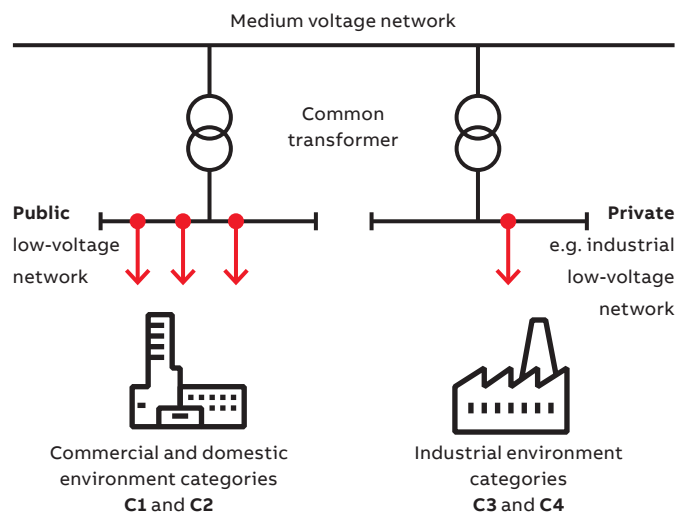 Medium voltage network
Common
transformer
Public
low-voltage
network
Private
e.g. industrial
low-voltage
network
Commercial and domestic
environment categories
C1 and C2
Industrial environment
categories
C3 and C4